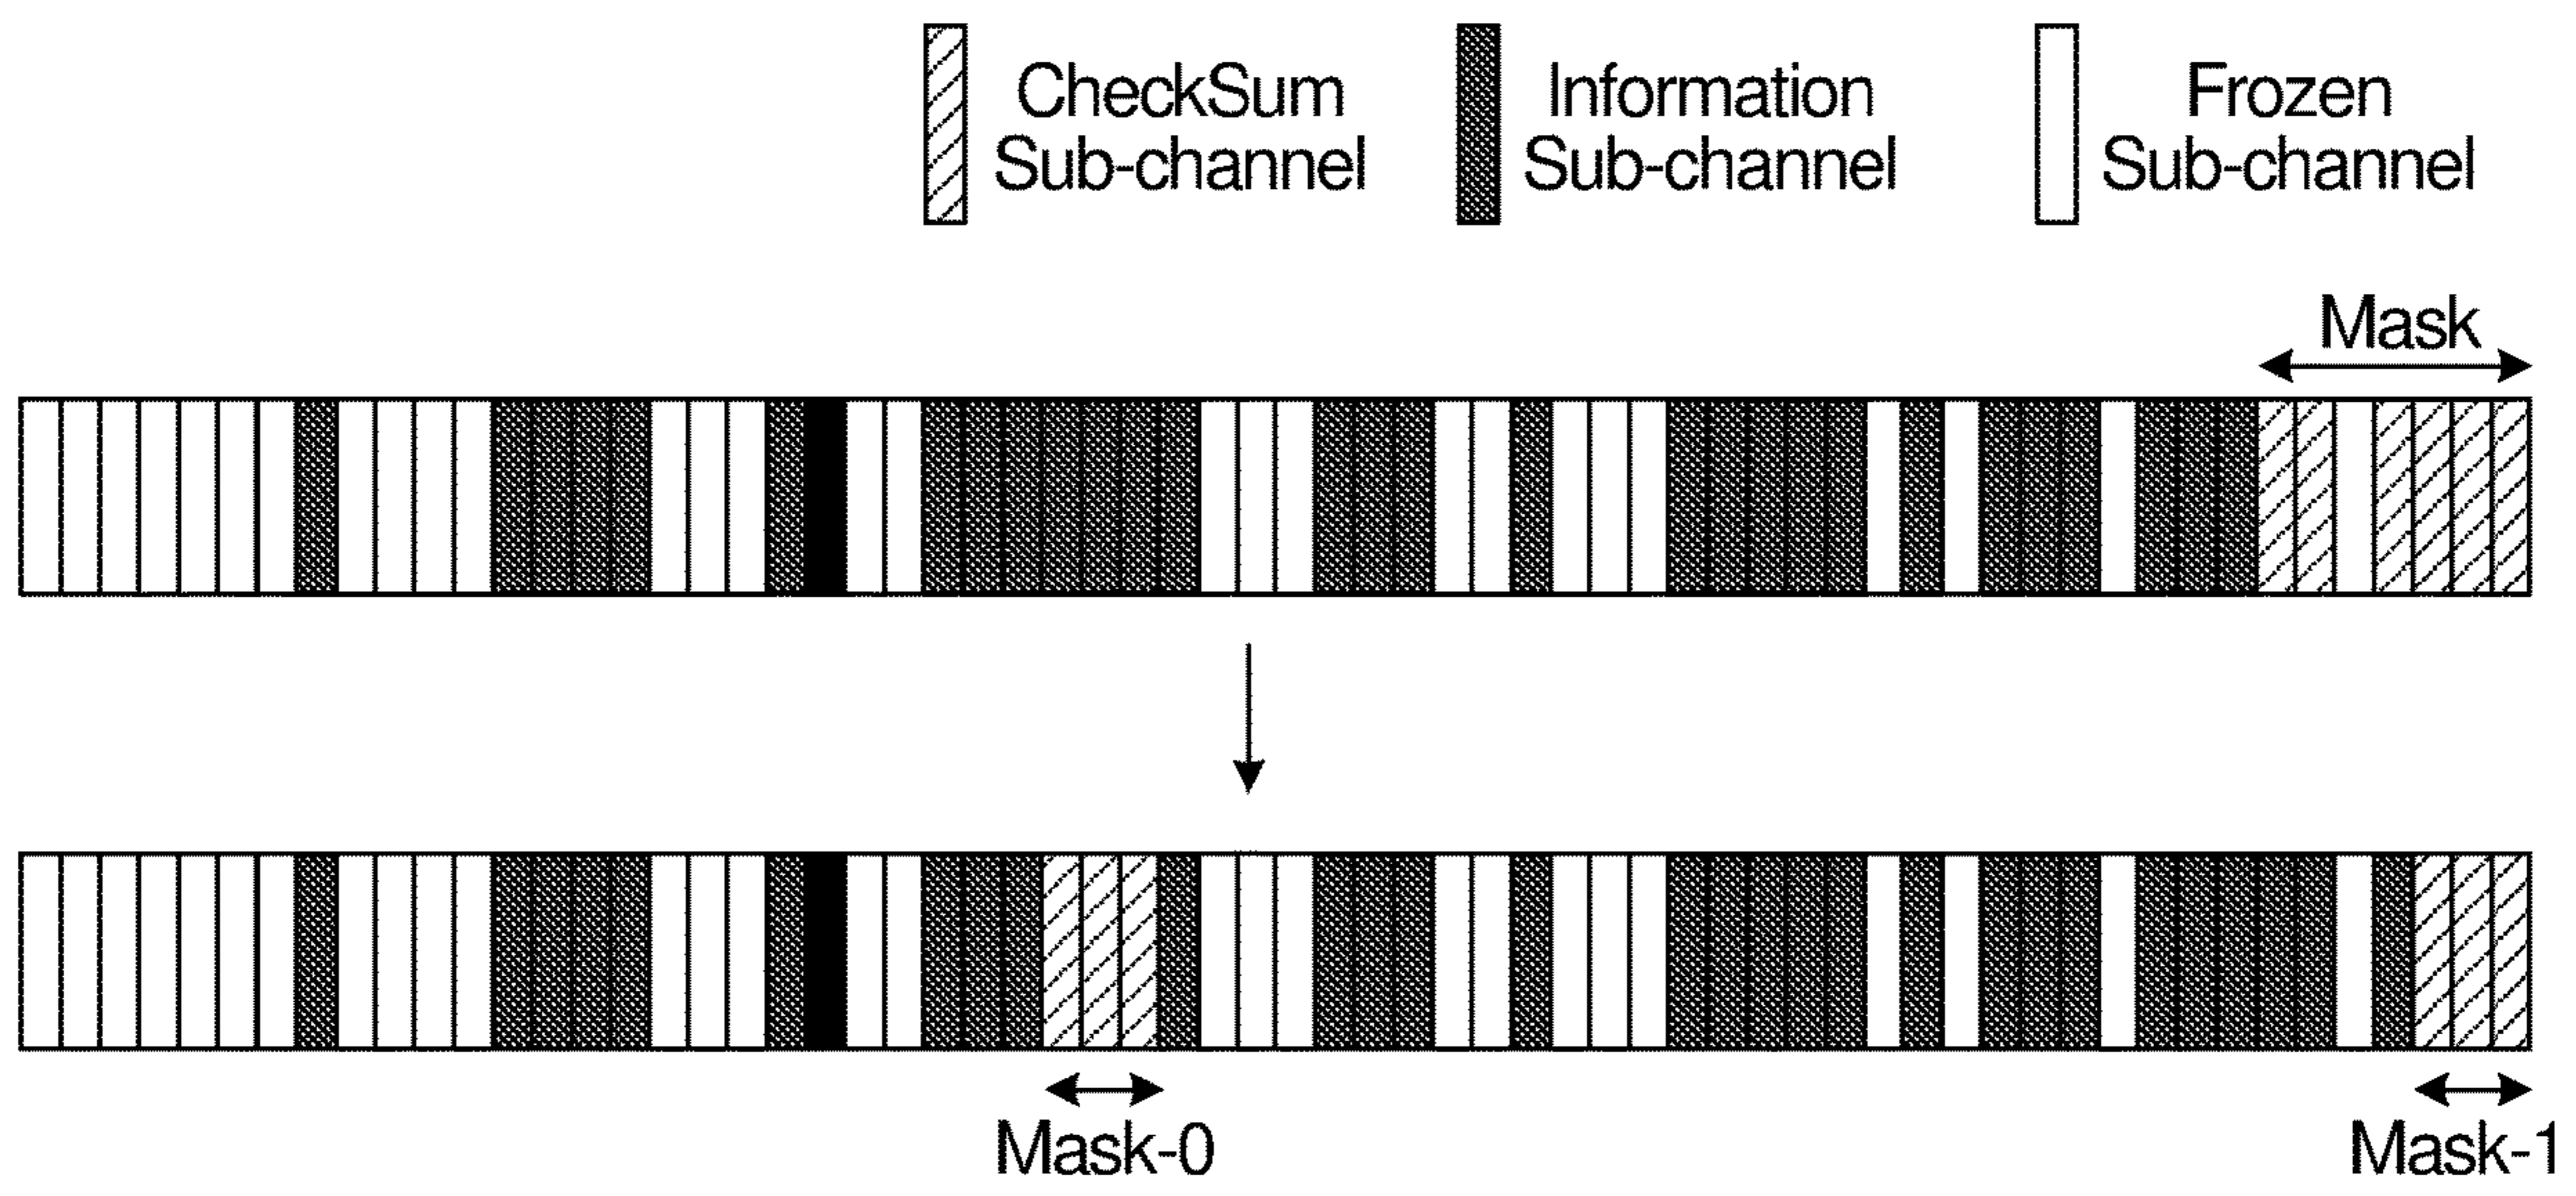 CheckSum
Sub-channel
Information
Sub-channel
Frozen
Sub-channel
Mask
Mask-0
Mask-1